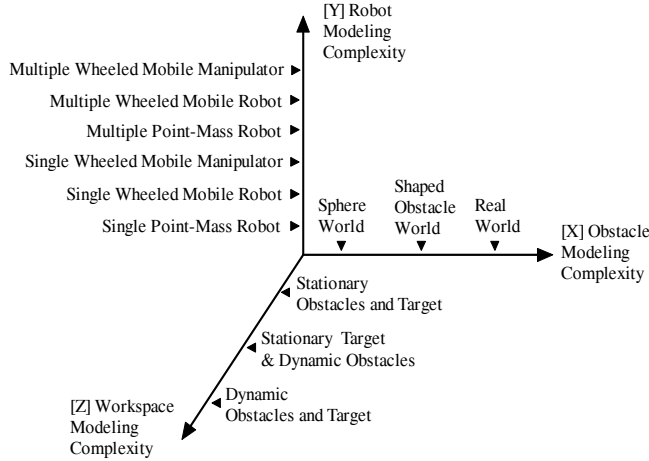 [Y] Robot
Modeling
Complexity
Multiple Wheeled Mobile Manipulator
Multiple Wheeled Mobile Robot
Multiple Point-Mass Robot
Single Wheeled Mobile Manipulator
Single Wheeled Mobile Robot
Single Point-Mass Robot
Sphere
World
Shaped
Obstacle
World
Real
World
[X] Obstacle
Modeling
Complexity
Stationary
Obstacles and Target
Stationary Target
& Dynamic Obstacles
Dynamic
Obstacles and Target
[Z] Workspace
Modeling
Complexity